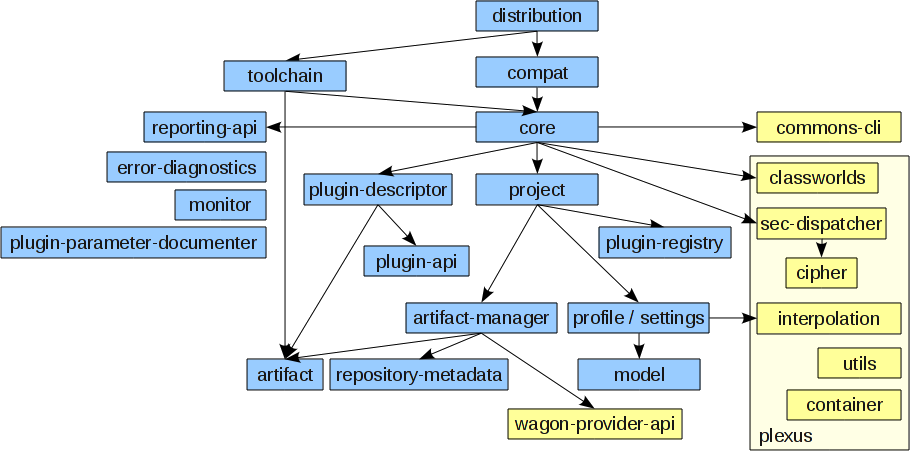 distribution
toolchain
compat
reporting-api
core
commons-cli
error-diagnostics
classworlds
plugin-descriptor
project
monitor
sec-dispatcher
plugin-parameter-documenter
plugin-registry
plugin-api
cipher
artifact-manager
profile / settings
interpolation
utils
artifact
repository-metadata
model
container
wagon-provider-api
plexus